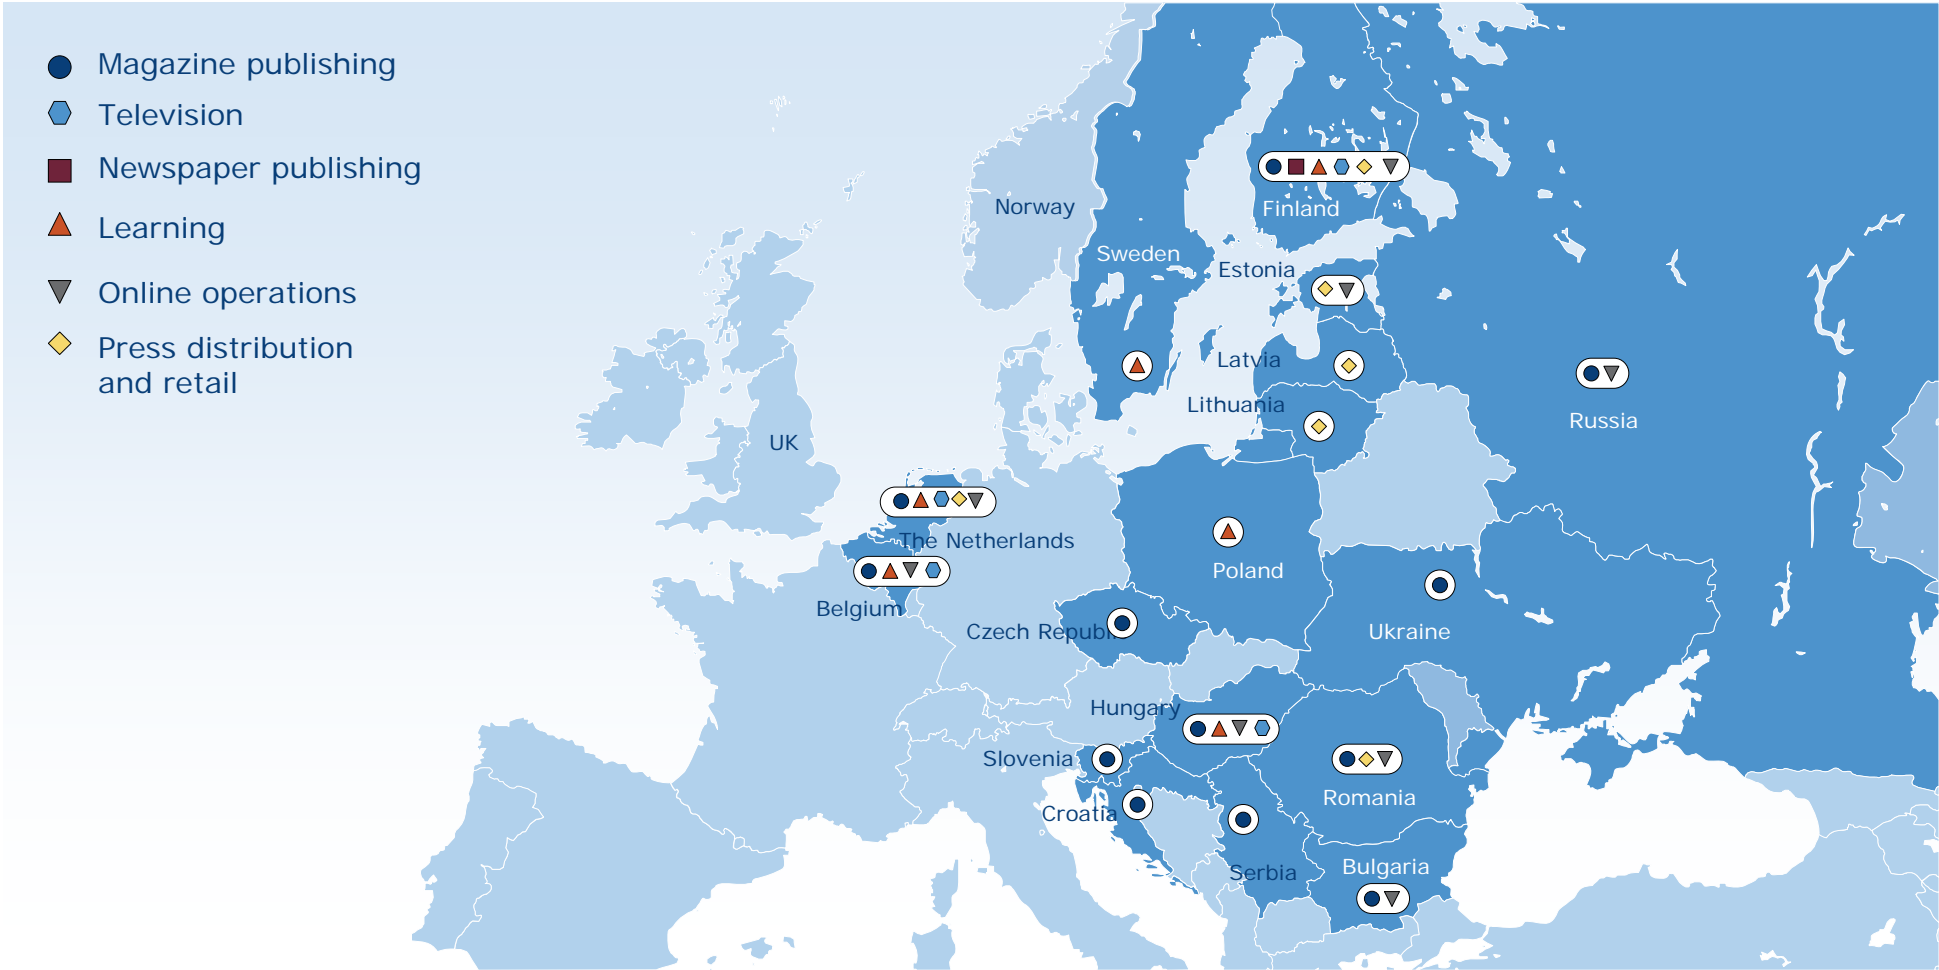 Magazine publishing
Television
Newspaper publishing
Learning
Online operations
Press distribution
and retail
Norway
Finland
Sweden
Estonia
Latvia
Lithuania
Russia
UK
The Netherlands
Poland
Belgium
Czech Republi
Ukraine
Hungary
Slovenia
Romania
Croatia
Bulgaria
Serbia